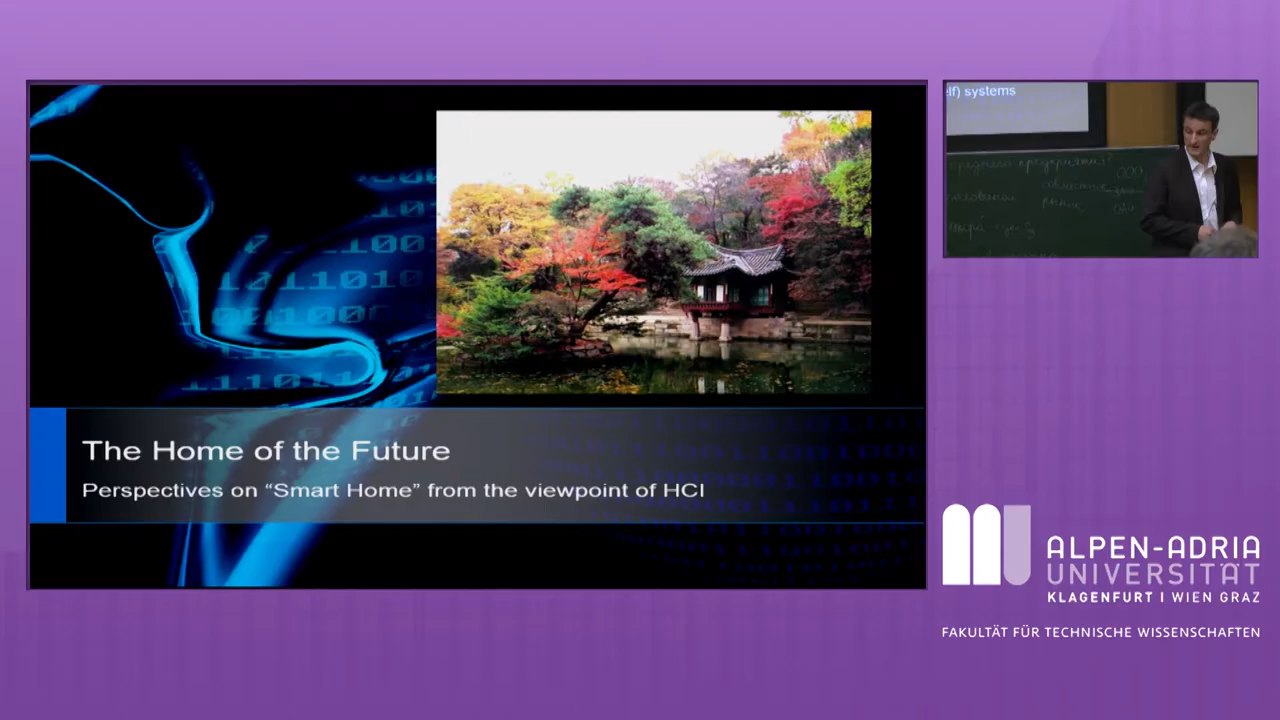 The Home of the Future
Perspectives on “Smart Home” from the viewpoint of HCI
elf) systems
ALPEN-ADRIA
UNIVERSITÄT
KLAGENFURT I WIEN GRAZ
FAKULTÄT FÜR TECHNISCHE WISSENSCHAFTEN